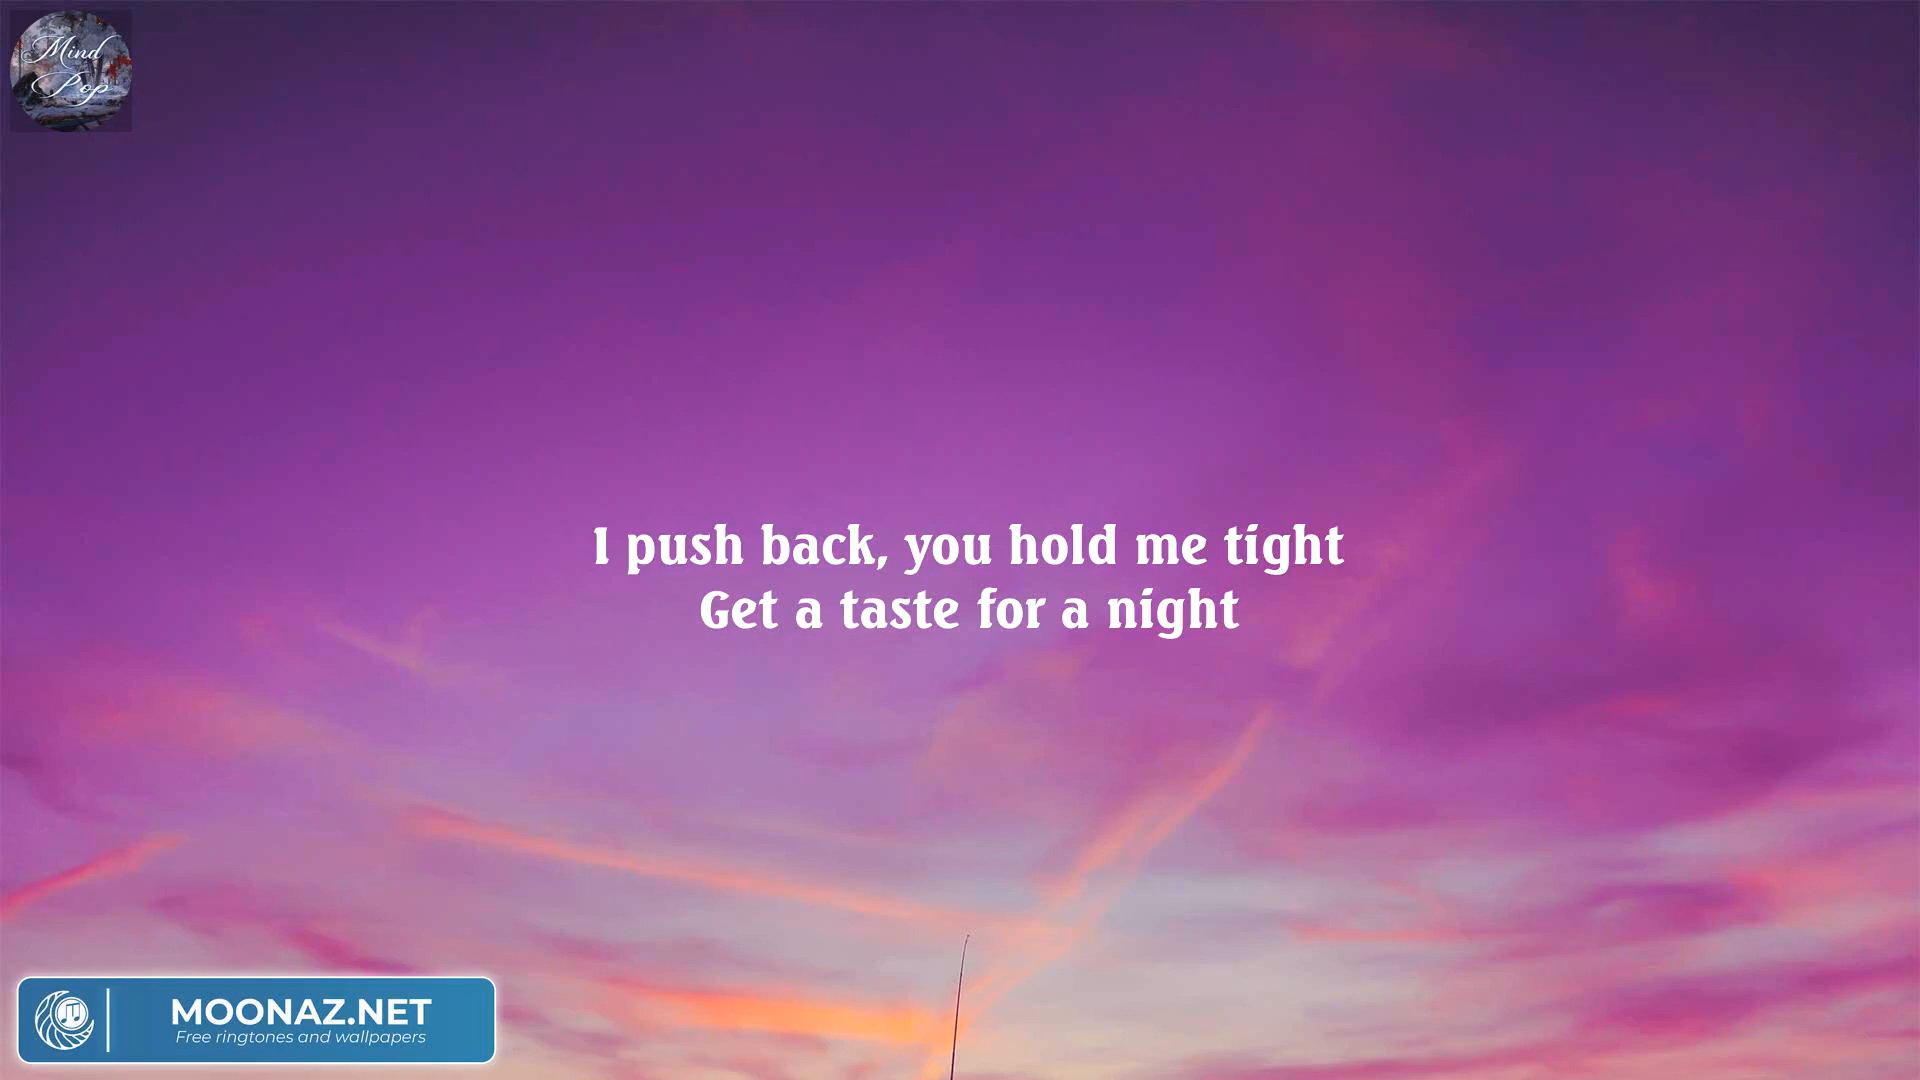 Mind
Pop
I push back, you hold me tight
Get a taste for a night
MOONAZ.NET
Free ringtones and wallpapers